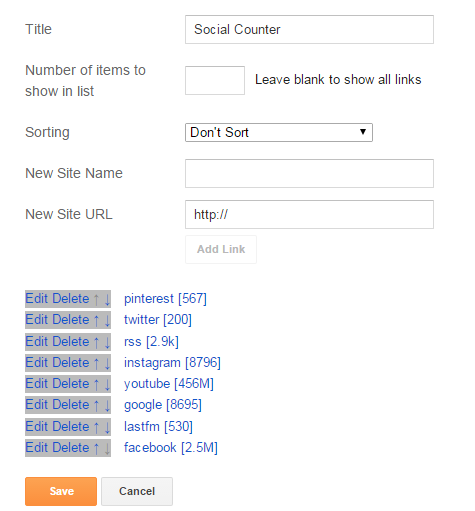 Title Social Counter
Number of items to
show in list Leave blank to show all links
Sorting Don't Sort ▼
New Site Name
New Site URL http://
Add Link
Edit Delete ↑ ↓ pinterest [567]
Edit Delete ↑ ↓ twitter [200]
Edit Delete ↑ ↓ rss [2.9k]
Edit Delete ↑ ↓ instagram [8796]
Edit Delete ↑ ↓ youtube [456M]
Edit Delete ↑ ↓ google [8695]
Edit Delete ↑ ↓ lastfm [530]
Edit Delete ↑ ↓ facebook [2.5M]
Save Cancel